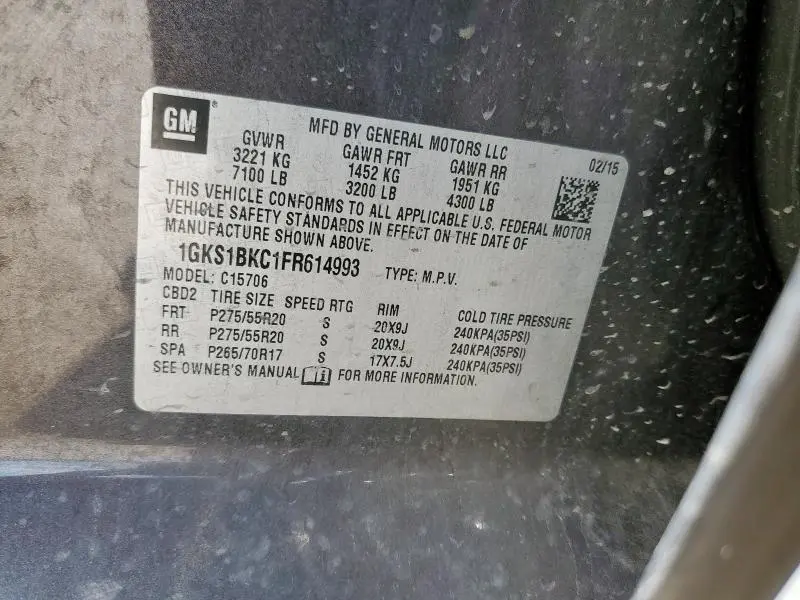 GM
MFD BY GENERAL MOTORS LLC
02/15
GVWR GAWR FRT GAWR RR
3221 KG 1452 KG 1951 KG
7100 LB 3200 LB 4300 LB
THIS VEHICLE CONFORMS TO ALL APPLICABLE U.S. FEDERAL MOTOR
VEHICLE SAFETY STANDARDS IN EFFECT ON THE DATE OF
MANUFACTURE SHOWN ABOVE.
1GKS1BKC1FR614993 TYPE: M.P.V.
MODEL: C15706
CBD2 TIRE SIZE SPEED RTG RIM COLD TIRE PRESSURE
FRT P275/55R20 S 20X9J 240KPA(35PSI)
RR P275/55R20 S 20X9J 240KPA(35PSI)
SPA P265/70R17 S 17X7.5J 240KPA(35PSI)
SEE OWNER'S MANUAL FOR MORE INFORMATION.